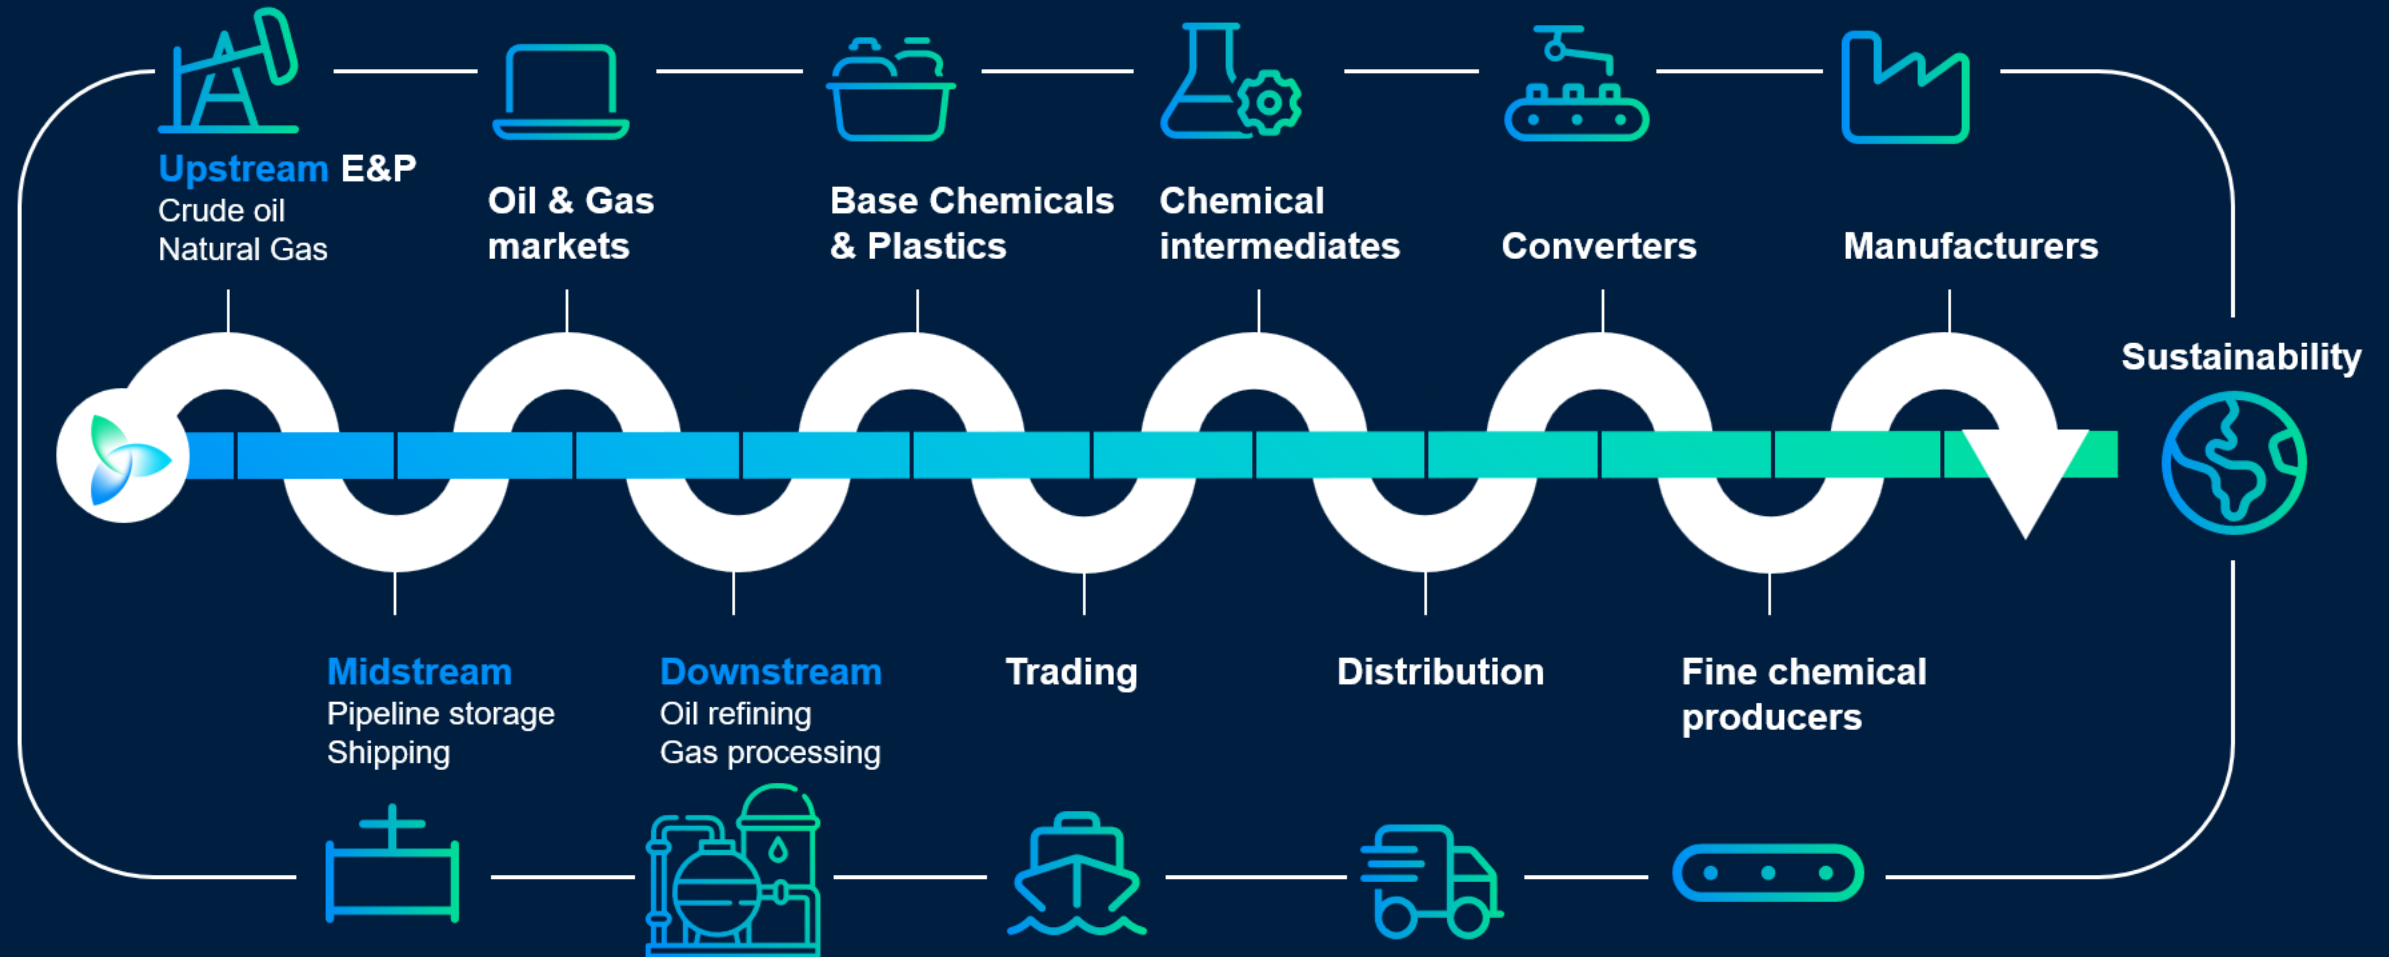 Upstream E&P
Crude oil
Natural Gas
Oil & Gas
markets
Base Chemicals
& Plastics
Chemical
intermediates
Converters
Manufacturers
Sustainability
Midstream
Pipeline storage
Shipping
Downstream
Oil refining
Gas processing
Trading
Distribution
Fine chemical
producers